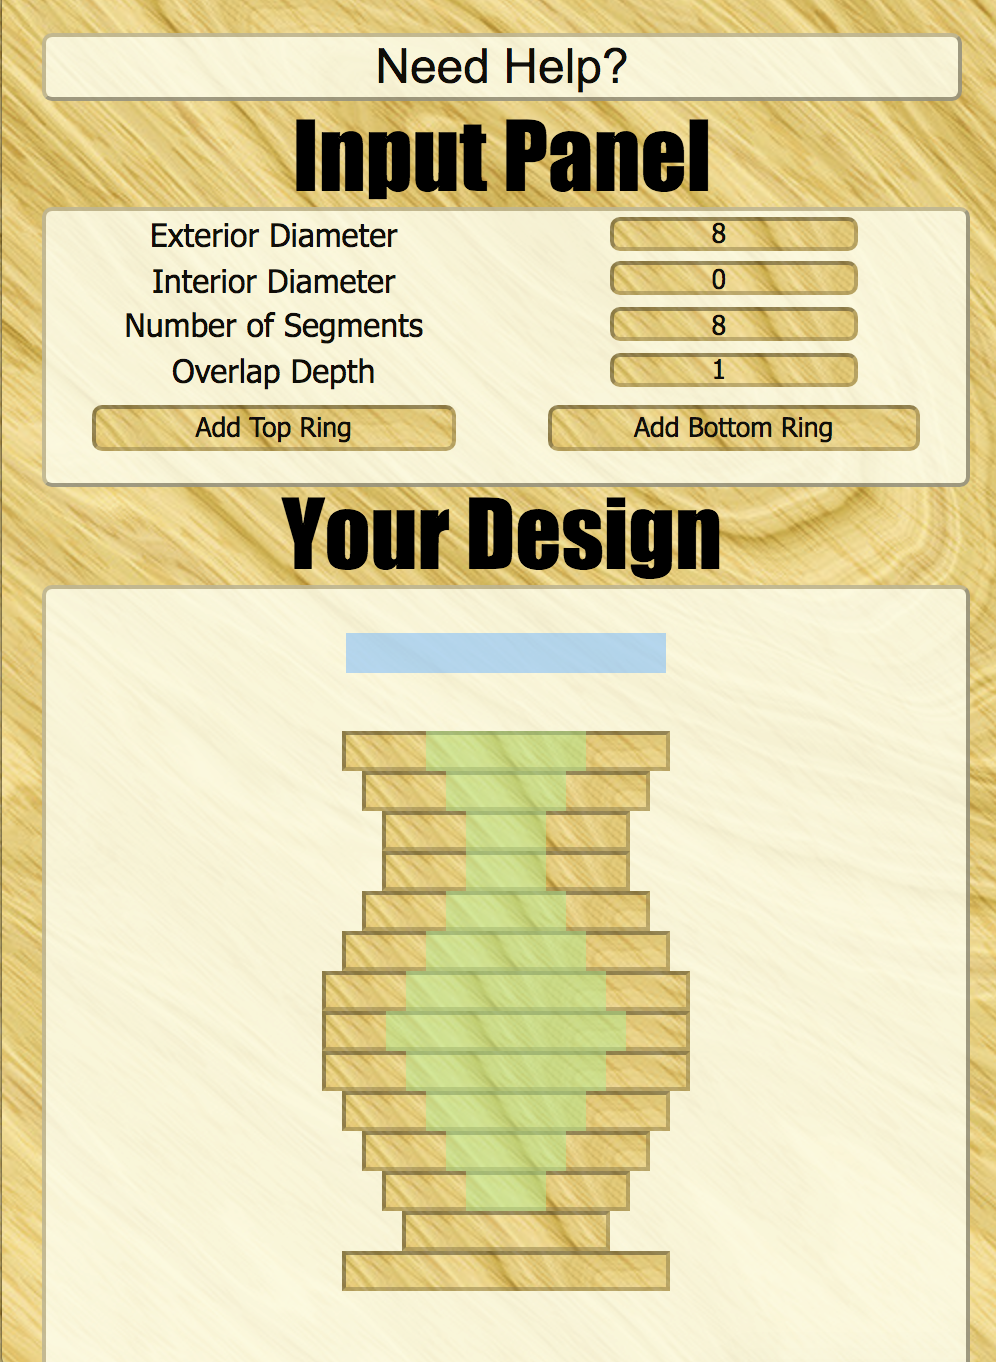 Need Help?
Input Panel
Exterior Diameter 8
Interior Diameter 0
Number of Segments 8
Overlap Depth 1
Add Top Ring Add Bottom Ring
Your Design